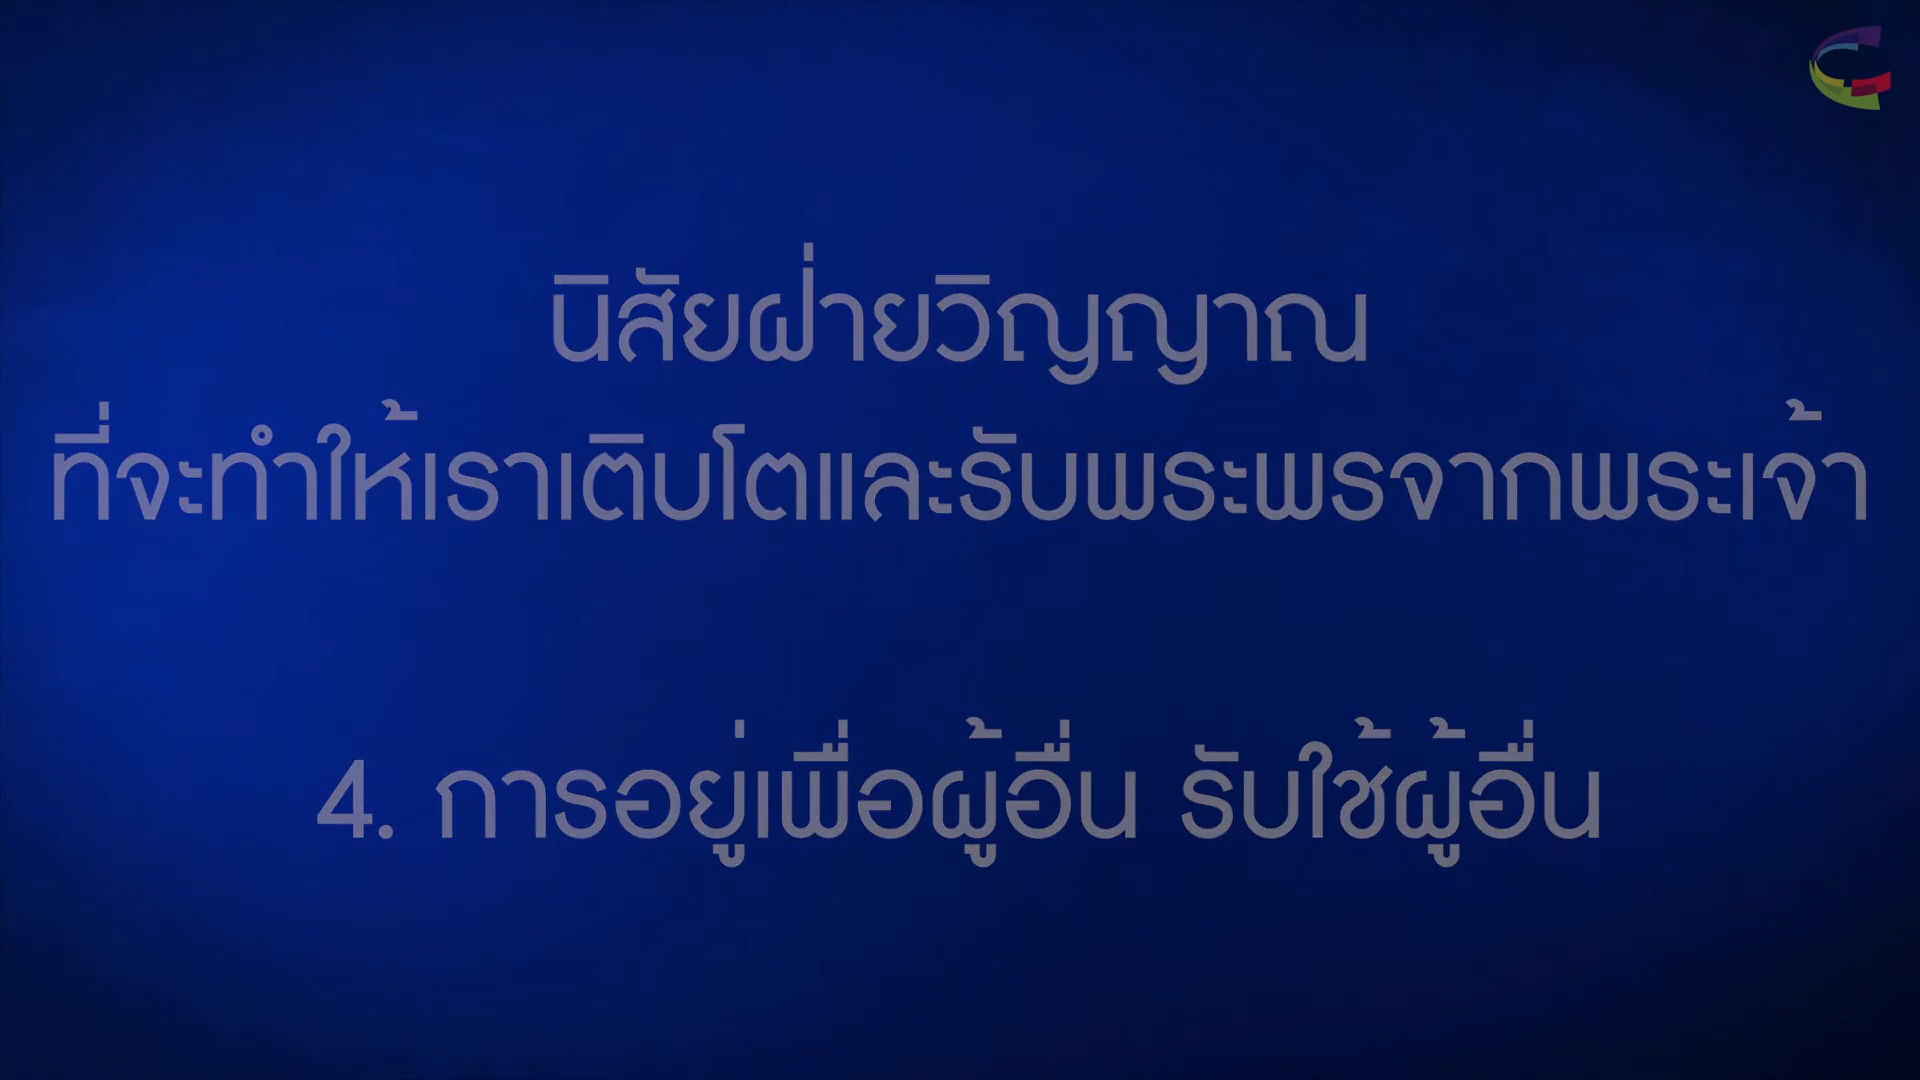 นิสัยฝ่ายวิญญาณ
ที่จะทำให้เราเติบโตและรับพระพรจากพระเจ้า
4. การอยู่เพื่อผู้อื่น รับใช้ผู้อื่น